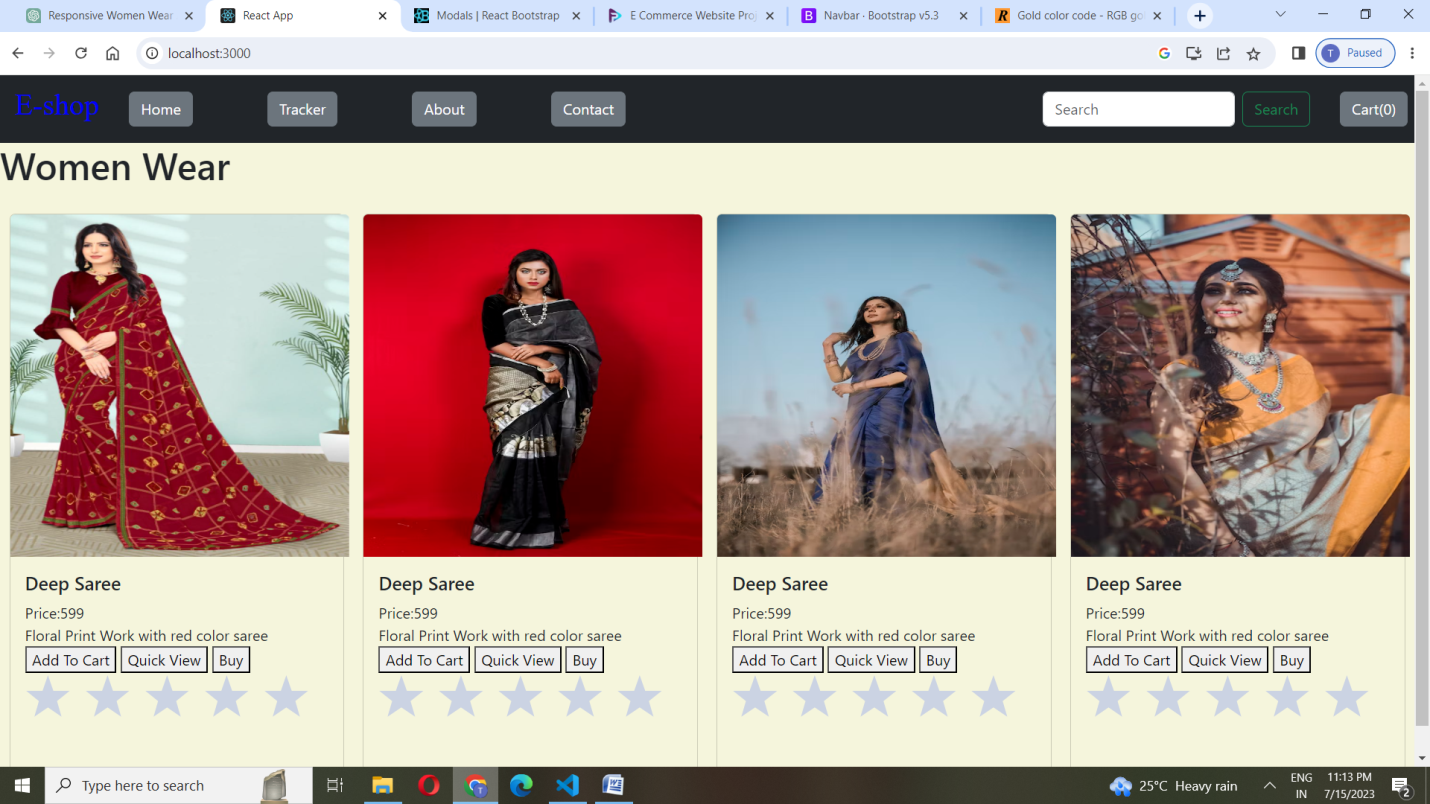 Responsive Women Wear
React App
Modals | React Bootstrap
E Commerce Website Proj
Navbar · Bootstrap v5.3
Gold color code - RGB gol
localhost:3000
T Paused
E-shop Home Tracker About Contact Search Search Cart(0)
Women Wear
Deep Saree Deep Saree Deep Saree Deep Saree
Price:599 Price:599 Price:599 Price:599
Floral Print Work with red color saree Floral Print Work with red color saree Floral Print Work with red color saree Floral Print Work with red color saree
Add To Cart Quick View Buy Add To Cart Quick View Buy Add To Cart Quick View Buy Add To Cart Quick View Buy
Type here to search
25°C Heavy rain
ENG
IN
11:13 PM
7/15/2023
2